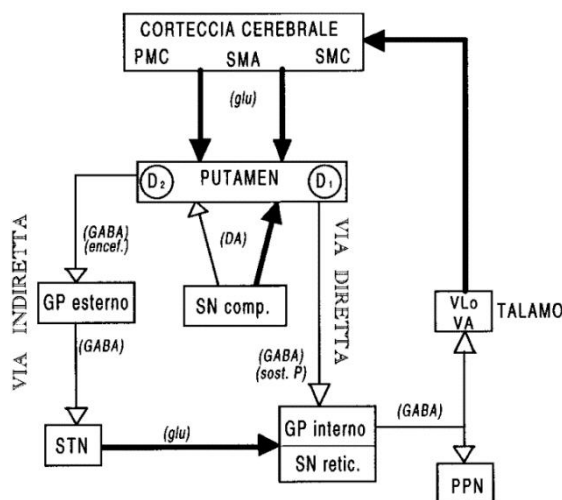 CORTECCIA CEREBRALE
PMC SMA SMC
(glu)
D₂ PUTAMEN D₁
VIA INDIRETTA
(GABA)
(encef.)
(DA)
VIA DIRETTA
GP esterno
SN comp.
VLo
VA
TALAMO
(GABA)
(GABA)
(sost. P)
(GABA)
STN
(glu)
GP interno
SN retic.
PPN